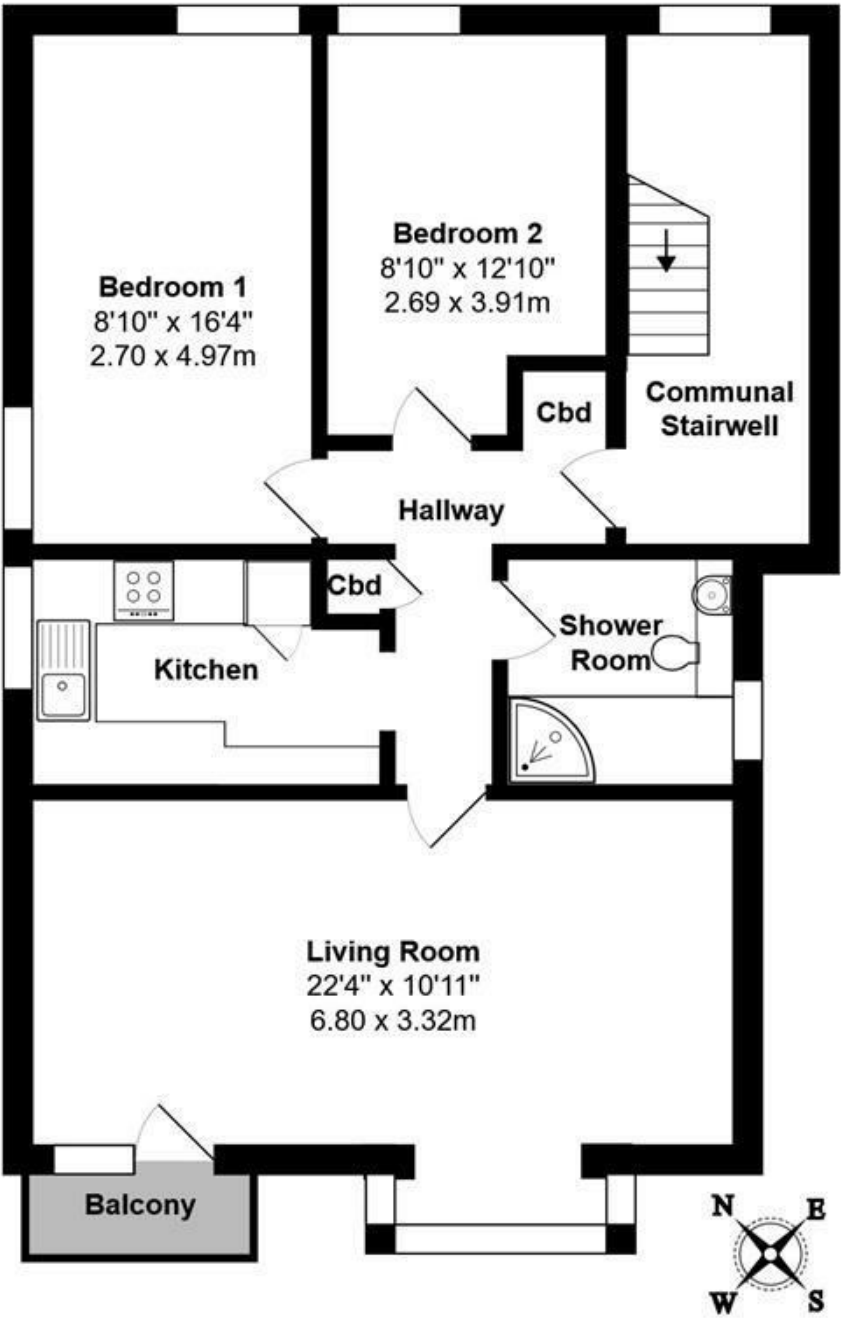 Bedroom 1
8'10" x 16'4"
2.70 x 4.97m
Bedroom 2
8'10" x 12'10"
2.69 x 3.91m
Cbd
Communal
Stairwell
Hallway
Cbd
Kitchen
Shower
Room
Living Room
22'4" x 10'11"
6.80 x 3.32m
Balcony
N
E
W
S